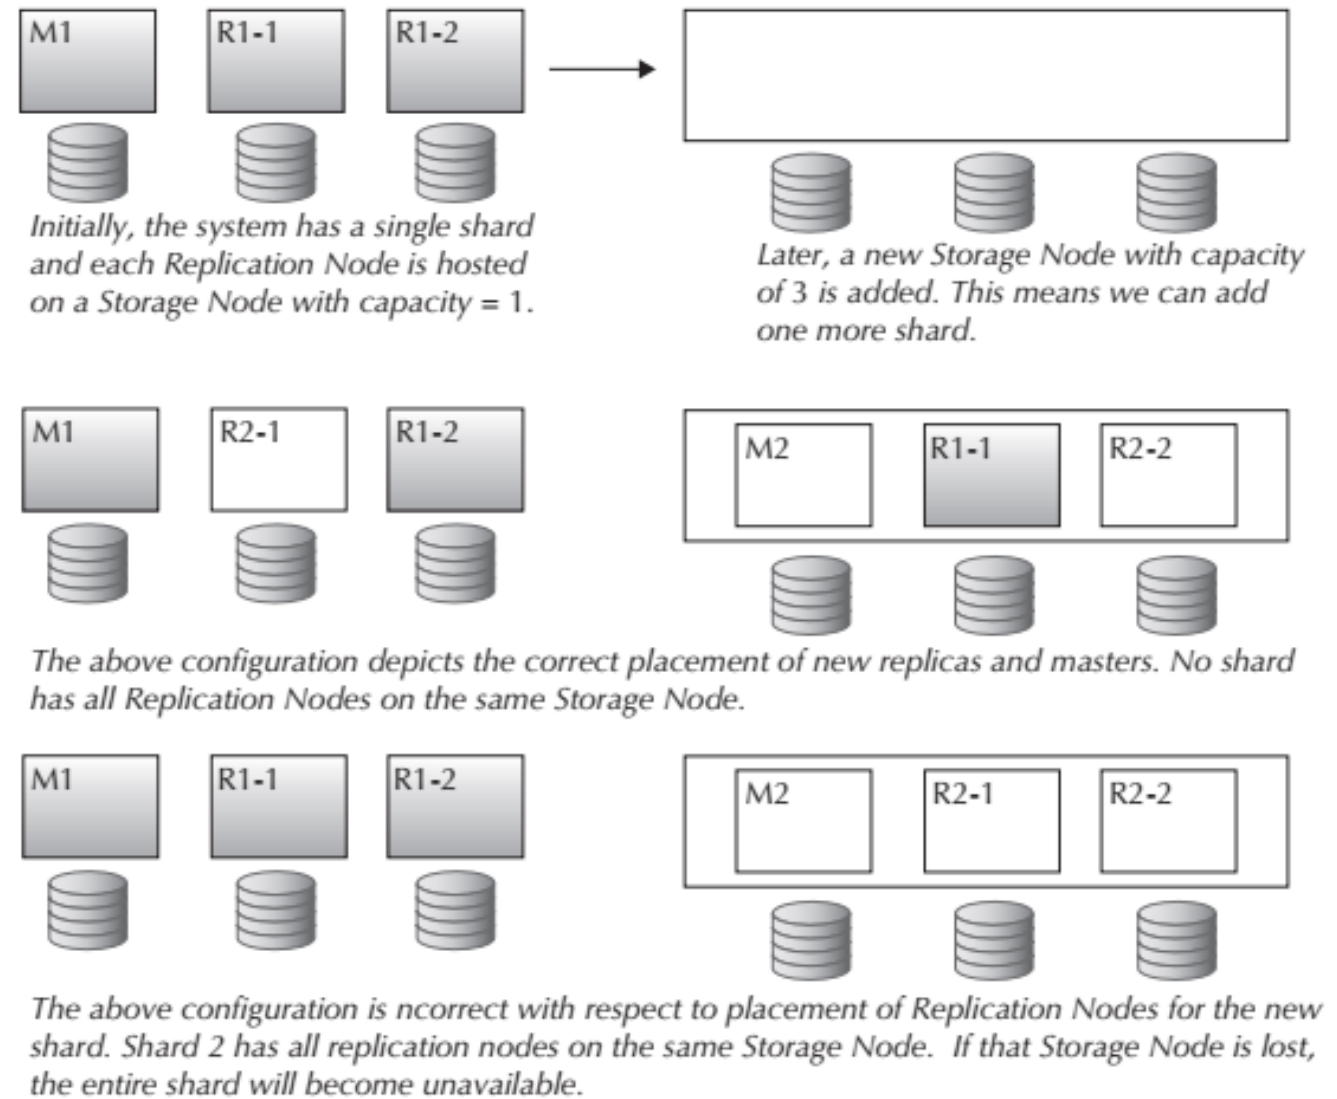 M1 R1-1 R1-2
Initially, the system has a single shard
and each Replication Node is hosted
on a Storage Node with capacity = 1.
Later, a new Storage Node with capacity
of 3 is added. This means we can add
one more shard.
M1 R2-1 R1-2 M2 R1-1 R2-2
The above configuration depicts the correct placement of new replicas and masters. No shard
has all Replication Nodes on the same Storage Node.
M1 R1-1 R1-2 M2 R2-1 R2-2
The above configuration is ncorrect with respect to placement of Replication Nodes for the new
shard. Shard 2 has all replication nodes on the same Storage Node. If that Storage Node is lost,
the entire shard will become unavailable.